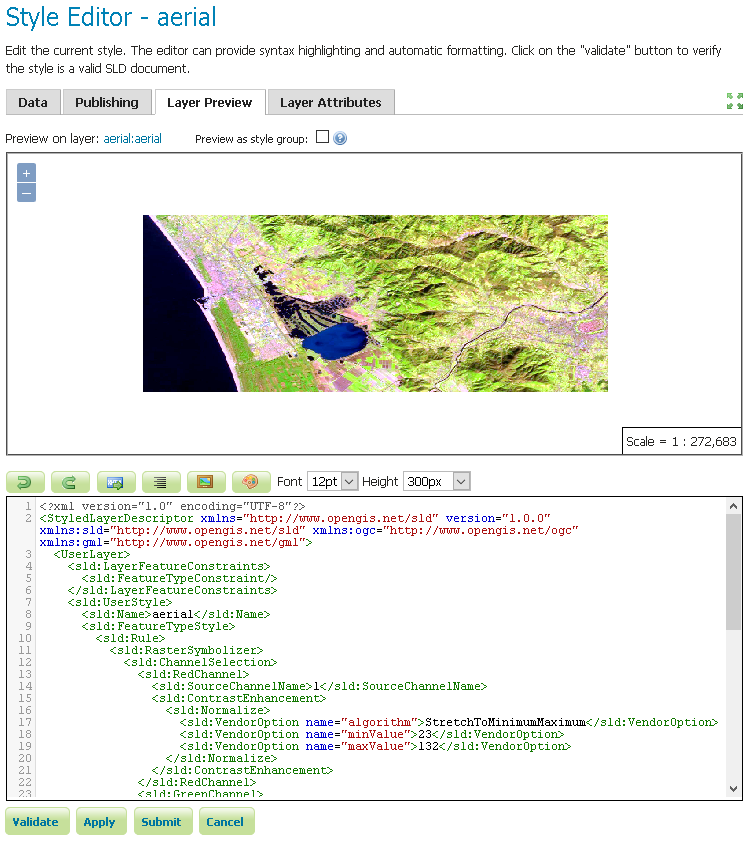 Style Editor - aerial
Edit the current style. The editor can provide syntax highlighting and automatic formatting. Click on the "validate" button to verify
the style is a valid SLD document.
Data Publishing Layer Preview Layer Attributes
Preview on layer: aerial:aerial Preview as style group: ?
+
–
Scale = 1 : 272,683
Font 12pt Height 300px
1 <?xml version="1.0" encoding="UTF-8"?>
2 <StyledLayerDescriptor xmlns="http://www.opengis.net/sld" version="1.0.0"
xmlns:sld="http://www.opengis.net/sld" xmlns:ogc="http://www.opengis.net/ogc"
xmlns:gml="http://www.opengis.net/gml">
3 <UserLayer>
4 <sld:LayerFeatureConstraints>
5 <sld:FeatureTypeConstraint/>
6 </sld:LayerFeatureConstraints>
7 <sld:UserStyle>
8 <sld:Name>aerial</sld:Name>
9 <sld:FeatureTypeStyle>
10 <sld:Rule>
11 <sld:RasterSymbolizer>
12 <sld:ChannelSelection>
13 <sld:RedChannel>
14 <sld:SourceChannelName>1</sld:SourceChannelName>
15 <sld:ContrastEnhancement>
16 <sld:Normalize>
17 <sld:VendorOption name="algorithm">StretchToMinimumMaximum</sld:VendorOption>
18 <sld:VendorOption name="minValue">23</sld:VendorOption>
19 <sld:VendorOption name="maxValue">132</sld:VendorOption>
20 </sld:Normalize>
21 </sld:ContrastEnhancement>
22 </sld:RedChannel>
23 <sld:GreenChannel>
Validate Apply Submit Cancel